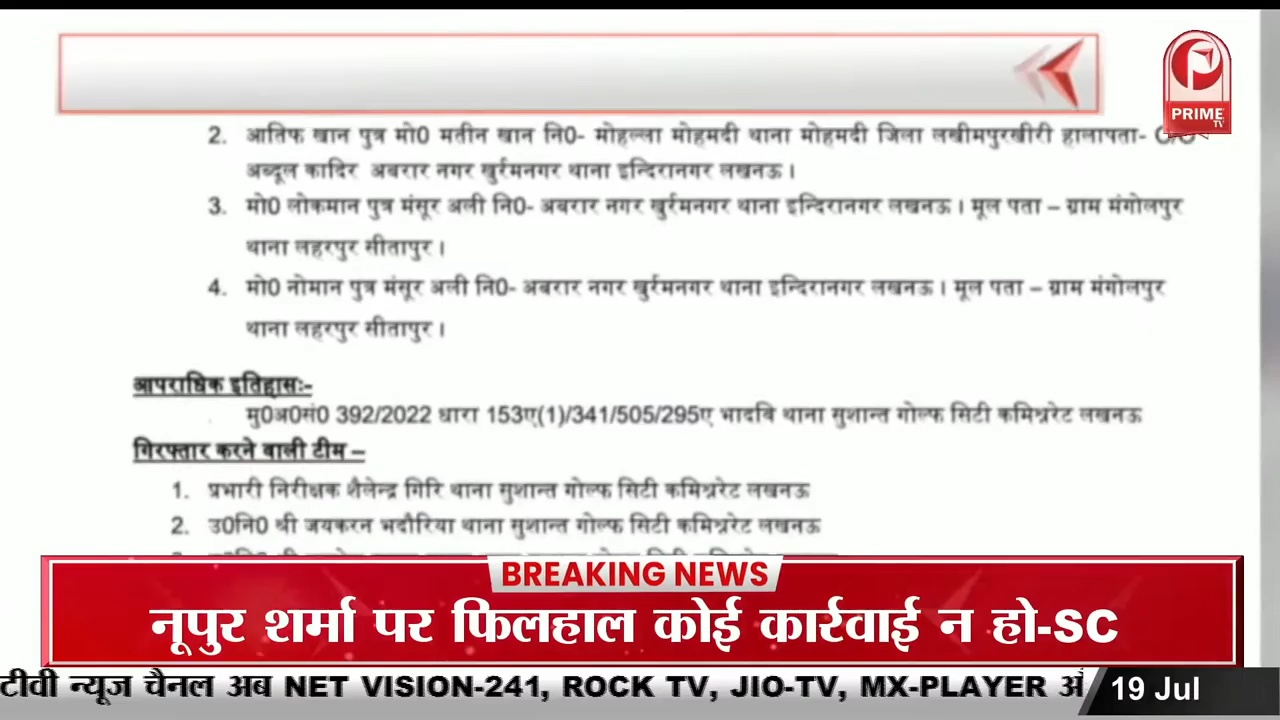 2. आतिफ खान पुत्र मो0 मतीन खान नि0- मोहल्ला मोहमदी थाना मोहमदी जिला लखीमपुरखीरी हालापता-
अब्दूल कादिर अबरार नगर खुर्रमनगर थाना इन्दिरानगर लखनऊ ।
3. मो0 लोकमान पुत्र मंसूर अली नि0- अबरार नगर खुर्रमनगर थाना इन्दिरानगर लखनऊ । मूल पता – ग्राम मंगोलपुर
थाना लहरपुर सीतापुर ।
4. मो0 नोमान पुत्र मंसूर अली नि0- अबरार नगर खुर्रमनगर थाना इन्दिरानगर लखनऊ । मूल पता – ग्राम मंगोलपुर
थाना लहरपुर सीतापुर ।
आपराधिक इतिहासः-
मु0अ0सं0 392/2022 धारा 153ए(1)/341/505/295ए भादवि थाना सुशान्त गोल्फ सिटी कमिश्नरेट लखनऊ
गिरफ्तार करने वाली टीम –
1. प्रभारी निरीक्षक शैलेन्द्र गिरि थाना सुशान्त गोल्फ सिटी कमिश्नरेट लखनऊ
2. उ0नि0 श्री जयकरन भदौरिया थाना सुशान्त गोल्फ सिटी कमिश्नरेट लखनऊ
PRIME
TV
BREAKING NEWS
नूपुर शर्मा पर फिलहाल कोई कार्रवाई न हो-SC
टीवी न्यूज चैनल अब NET VISION-241, ROCK TV, JIO-TV, MX-PLAYER
19 Jul